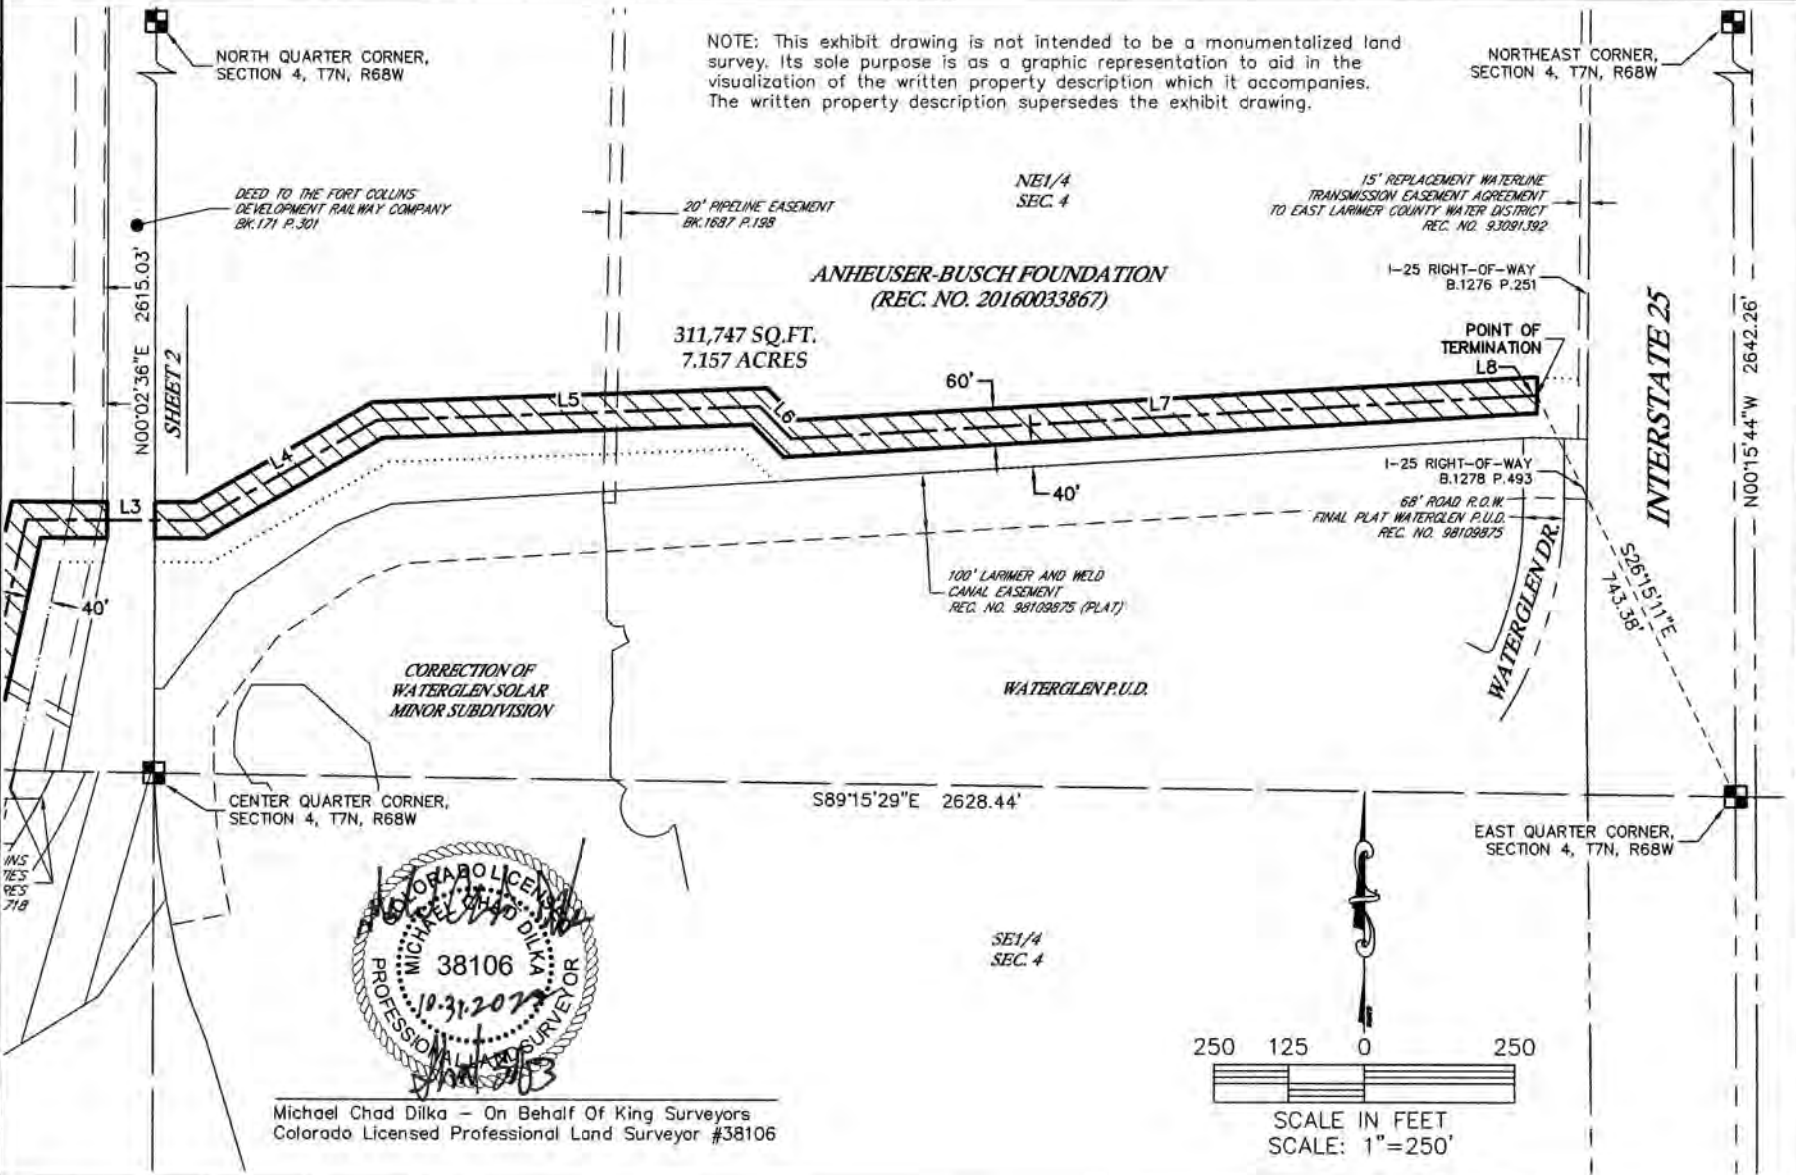 NORTH QUARTER CORNER,
SECTION 4, T7N, R68W
NOTE: This exhibit drawing is not intended to be a monumentalized land
survey. Its sole purpose is as a graphic representation to aid in the
visualization of the written property description which it accompanies.
The written property description supersedes the exhibit drawing.
NORTHEAST CORNER,
SECTION 4, T7N, R68W
DEED TO THE FORT COLLINS
DEVELOPMENT RAILWAY COMPANY
BK.171 P.301
20' PIPELINE EASEMENT
BK.1687 P.198
NE1/4
SEC. 4
15' REPLACEMENT WATERLINE
TRANSMISSION EASEMENT AGREEMENT
TO EAST LARIMER COUNTY WATER DISTRICT
REC. NO. 93091392
ANHEUSER-BUSCH FOUNDATION
(REC. NO. 20160033867)
I-25 RIGHT-OF-WAY
B.1276 P.251
311,747 SQ.FT.
7.157 ACRES
POINT OF
TERMINATION
N00°02'36"E 2615.03'
SHEET 2
INTERSTATE 25
N00°15'44"W 2642.26'
L3
L4
L5
L6
60'
L7
L8
40'
40'
I-25 RIGHT-OF-WAY
B.1278 P.493
68' ROAD R.O.W.
FINAL PLAT WATERGLEN P.U.D.
REC. NO. 98109875
100' LARIMER AND WELD
CANAL EASEMENT
REC. NO. 98109875 (PLAT)
WATERGLEN DR.
S26°15'11"E
743.38'
CORRECTION OF
WATERGLEN SOLAR
MINOR SUBDIVISION
WATERGLEN P.U.D.
CENTER QUARTER CORNER,
SECTION 4, T7N, R68W
S89°15'29"E 2628.44'
EAST QUARTER CORNER,
SECTION 4, T7N, R68W
INS
TIES
RES
718
SE1/4
SEC. 4
COLORADO LICENSED
MICHAEL CHAD DILKA
38106
PROFESSIONAL LAND SURVEYOR
250 125 0 250
SCALE IN FEET
SCALE: 1"=250'
Michael Chad Dilka – On Behalf Of King Surveyors
Colorado Licensed Professional Land Surveyor #38106